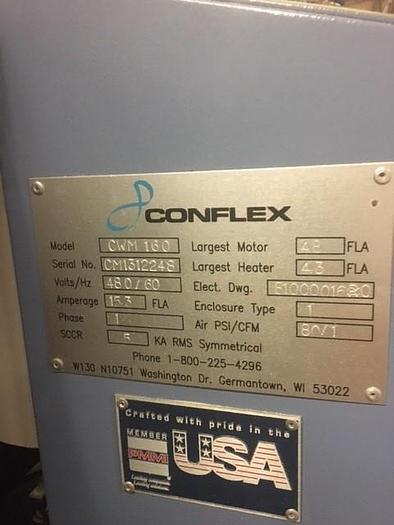 CONFLEX
Model CWM 160 Largest Motor 4.8 FLA
Serial No. CM1312248 Largest Heater 4.3 FLA
Volts/Hz 480/60 Elect. Dwg.
Amperage 15.3 FLA Enclosure Type 1
Phase 1 Air PSI/CFM 80/1
SCCR 5 KA RMS Symmetrical
Phone 1-800-225-4296
W130 N10751 Washington Dr. Germantown, WI 53022
Crafted with pride in the
MEMBER
PMMI
USA